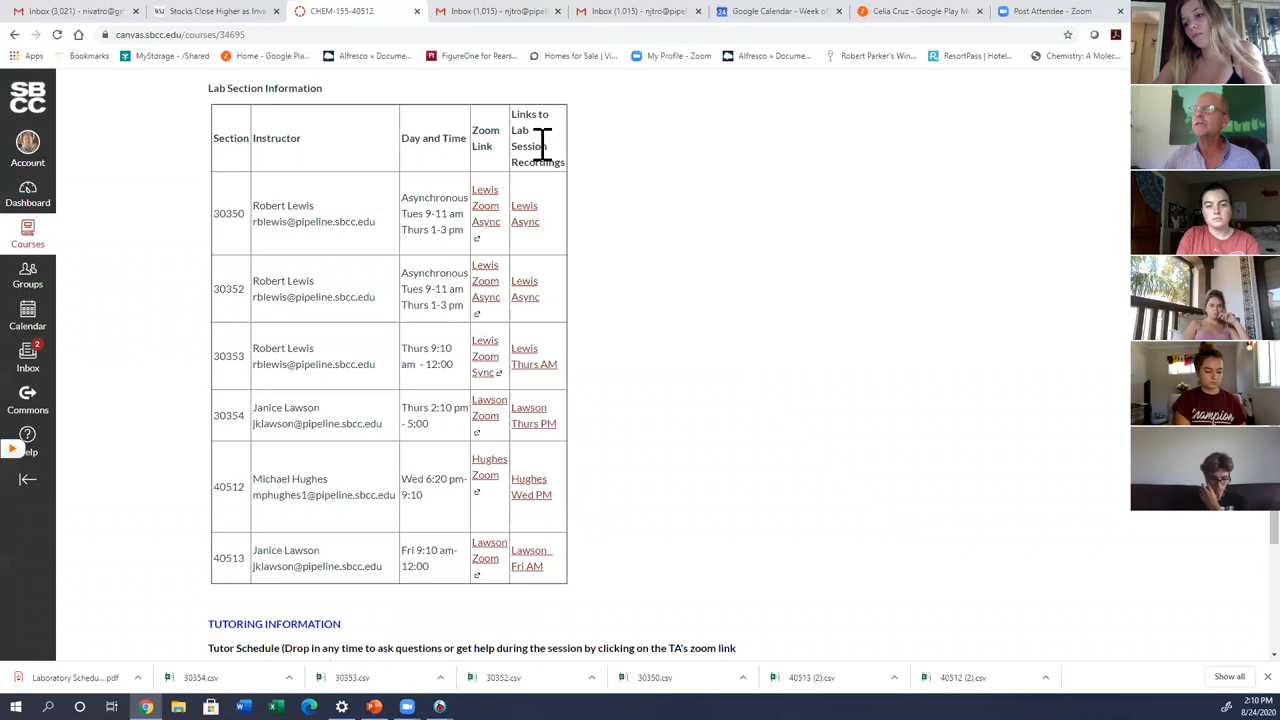 Inbox (3,021) - nivatro@gm
Stocks Close Higher as Inve
CHEM-155-40512
Inbox (1,015) - njtro@pipeli
Inbox (1,015) - njtro@pipeli
Google Calendar - Week of
Celia Cruz - Google Play Mu
Post Attendee - Zoom
canvas.sbcc.edu/courses/34695
Apps
Bookmarks
MyStorage - /Shared
Home - Google Pla...
Alfresco » Docume...
FigureOne for Pears...
Homes for Sale | Vi...
My Profile - Zoom
Alfresco » Docume...
Robert Parker's Win...
ResortPass | Hotel...
Chemistry: A Molec...
SB
CC
Account
Dashboard
Courses
Groups
Calendar
2
Inbox
Commons
Help
Lab Section Information
Section
Instructor
Day and Time
Zoom
Link
Links to
Lab
Session
Recordings
30350
Robert Lewis
rblewis@pipeline.sbcc.edu
Asynchronous
Tues 9-11 am
Thurs 1-3 pm
Lewis
Zoom
Async
Lewis
Async
30352
Robert Lewis
rblewis@pipeline.sbcc.edu
Asynchronous
Tues 9-11 am
Thurs 1-3 pm
Lewis
Zoom
Async
Lewis
Async
30353
Robert Lewis
rblewis@pipeline.sbcc.edu
Thurs 9:10
am - 12:00
Lewis
Zoom
Sync
Lewis
Thurs AM
30354
Janice Lawson
jklawson@pipeline.sbcc.edu
Thurs 2:10 pm
- 5:00
Lawson
Zoom
Lawson
Thurs PM
40512
Michael Hughes
mphughes1@pipeline.sbcc.edu
Wed 6:20 pm-
9:10
Hughes
Zoom
Hughes
Wed PM
40513
Janice Lawson
jklawson@pipeline.sbcc.edu
Fri 9:10 am-
12:00
Lawson
Zoom
Lawson
Fri AM
TUTORING INFORMATION
Tutor Schedule (Drop in any time to ask questions or get help during the session by clicking on the TA's zoom link
Champion
Laboratory Schedu....pdf
30354.csv
30353.csv
30352.csv
30350.csv
40513 (2).csv
40512 (2).csv
Show all
2:10 PM
8/24/2020